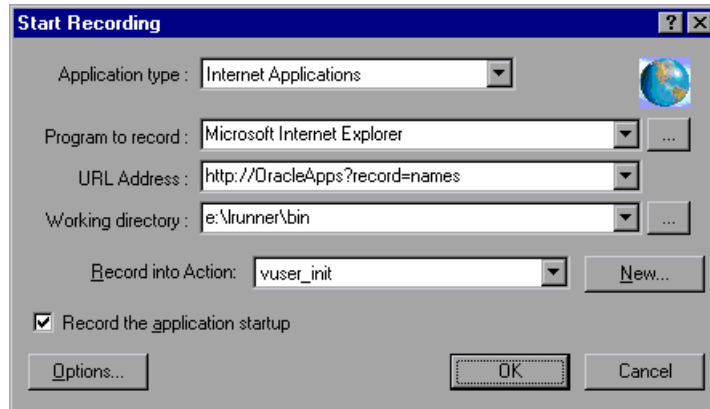 Start Recording
Application type : Internet Applications
Program to record : Microsoft Internet Explorer ...
URL Address : http://OracleApps?record=names
Working directory : e:\lrunner\bin ...
Record into Action: vuser_init New...
Record the application startup
Options... OK Cancel